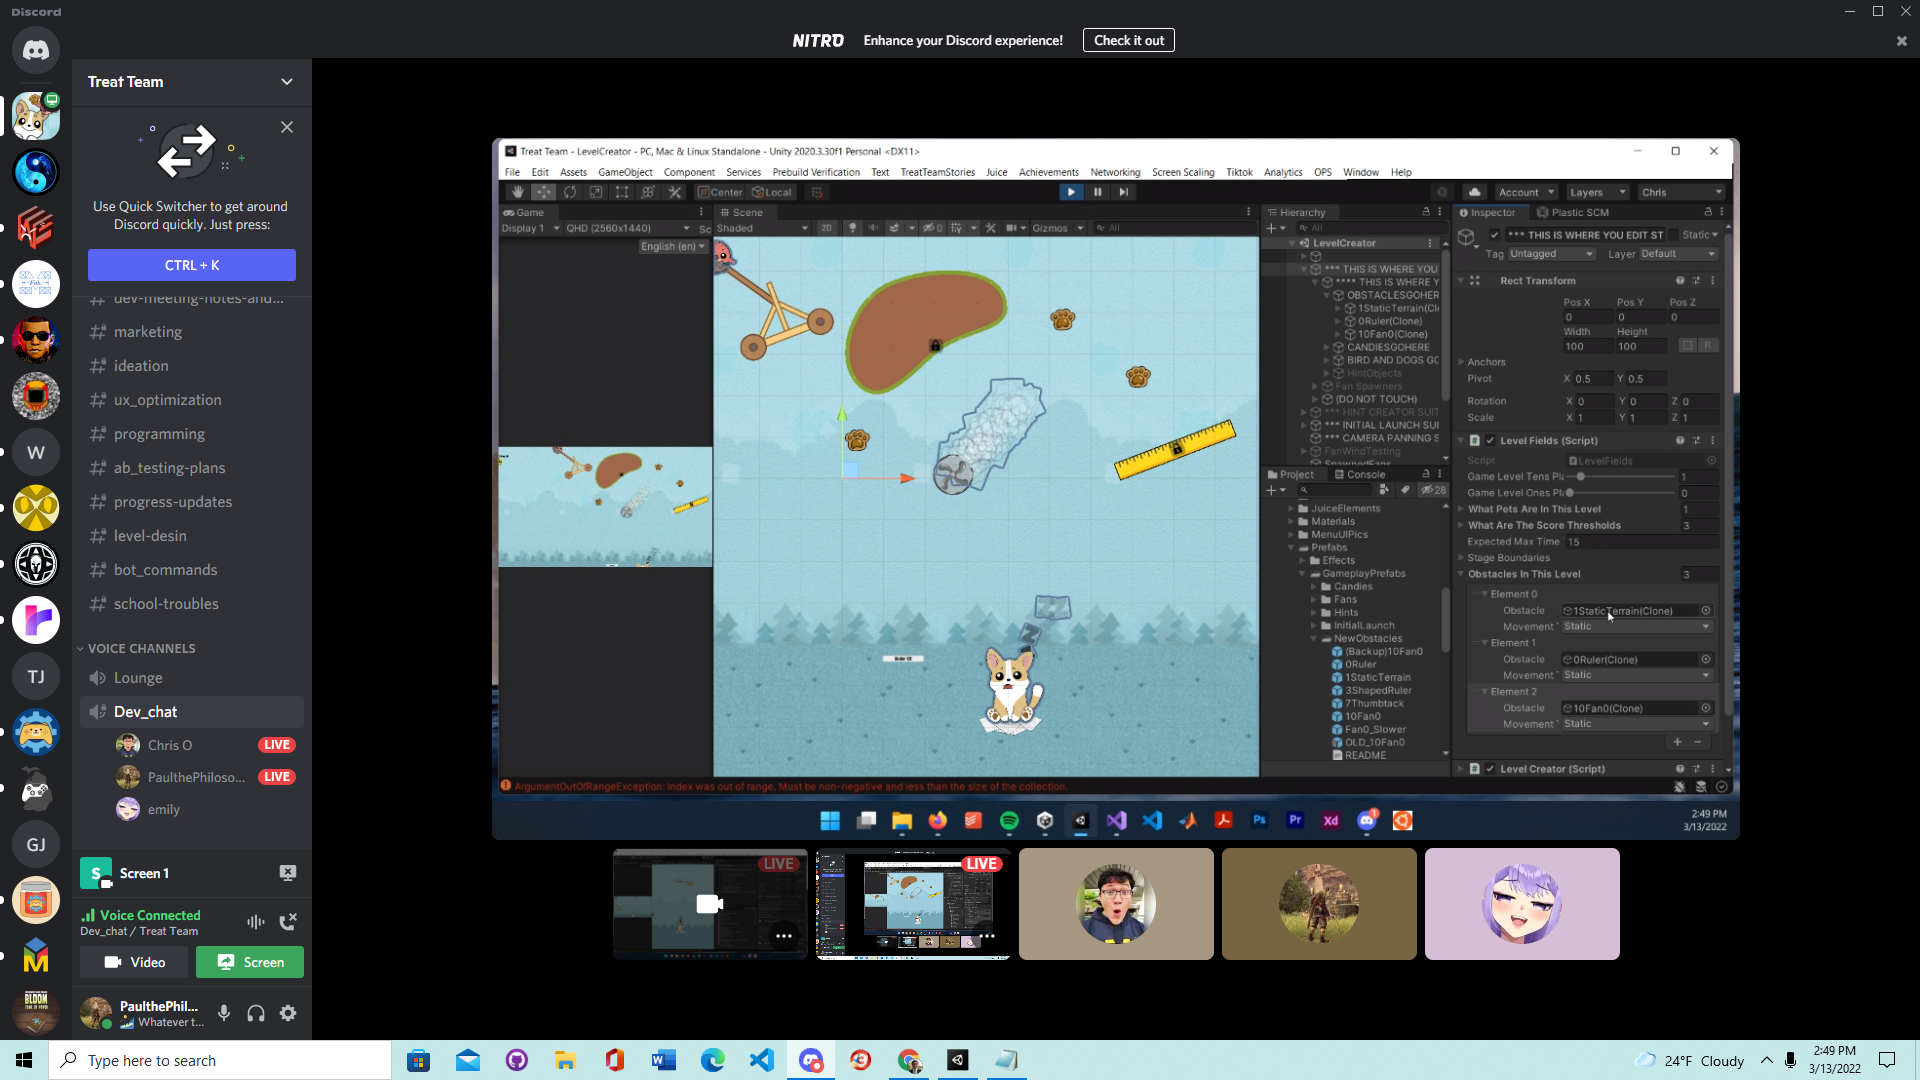 Discord
NITRO Enhance your Discord experience! Check it out
Treat Team
Use Quick Switcher to get around
Discord quickly. Just press:
CTRL + K
# dev-meeting-notes-and...
# marketing
# ideation
# ux_optimization
# programming
# ab_testing-plans
# progress-updates
# level-desin
# bot_commands
# school-troubles
VOICE CHANNELS
Lounge
Dev_chat
Chris O LIVE
PaulthePhiloso... LIVE
emily
W
TJ
GJ
BLOOM
S Screen 1
Voice Connected
Dev_chat / Treat Team
Video
Screen
PaulthePhil...
Whatever t...
Treat Team - LevelCreator - PC, Mac & Linux Standalone - Unity 2020.3.30f1 Personal <DX11>
File Edit Assets GameObject Component Services Prebuild Verification Text TreatTeamStories Juice Achievements Networking Screen Scaling Tiktok Analytics OPS Window Help
Center Local
Account Layers Chris
Game
Display 1 QHD (2560x1440) Sc
English (en)
Scene
Shaded 2D 0 Gizmos All
Hierarchy
All
LevelCreator
*** THIS IS WHERE YOU
**** THIS IS WHERE Y
OBSTACLESGOHER
1StaticTerrain(Cl
0Ruler(Clone)
10Fan0(Clone)
CANDIESGOHERE
BIRD AND DOGS GO
HintObjects
Fan Spawners
(DO NOT TOUCH)
*** HINT CREATOR SUIT
*** INITIAL LAUNCH SUI
*** CAMERA PANNING S
FanWindTesting
SpawnedFans
Project Console
28
JuiceElements
Materials
MenuUIPics
Prefabs
Effects
GameplayPrefabs
Candies
Fans
Hints
InitialLaunch
NewObstacles
(Backup)10Fan0
0Ruler
1StaticTerrain
3ShapedRuler
7Thumbtack
10Fan0
Fan0_Slower
OLD_10Fan0
README
Inspector Plastic SCM
*** THIS IS WHERE YOU EDIT ST Static
Tag Untagged Layer Default
Rect Transform
Pos X Pos Y Pos Z
0 0 0
Width Height
100 100 R
Anchors
Pivot X 0.5 Y 0.5
Rotation X 0 Y 0 Z 0
Scale X 1 Y 1 Z 1
Level Fields (Script)
Script LevelFields
Game Level Tens Pl 1
Game Level Ones Pl 0
What Pets Are In This Level 1
What Are The Score Thresholds 3
Expected Max Time 15
Stage Boundaries
Obstacles In This Level 3
Element 0
Obstacle 1StaticTerrain(Clone)
Movement Static
Element 1
Obstacle 0Ruler(Clone)
Movement Static
Element 2
Obstacle 10Fan0(Clone)
Movement Static
+ −
Level Creator (Script)
ArgumentOutOfRangeException: Index was out of range. Must be non-negative and less than the size of the collection.
Ps Pr Xd 1
2:49 PM
3/13/2022
LIVE
LIVE
Type here to search
24°F Cloudy
2:49 PM
3/13/2022